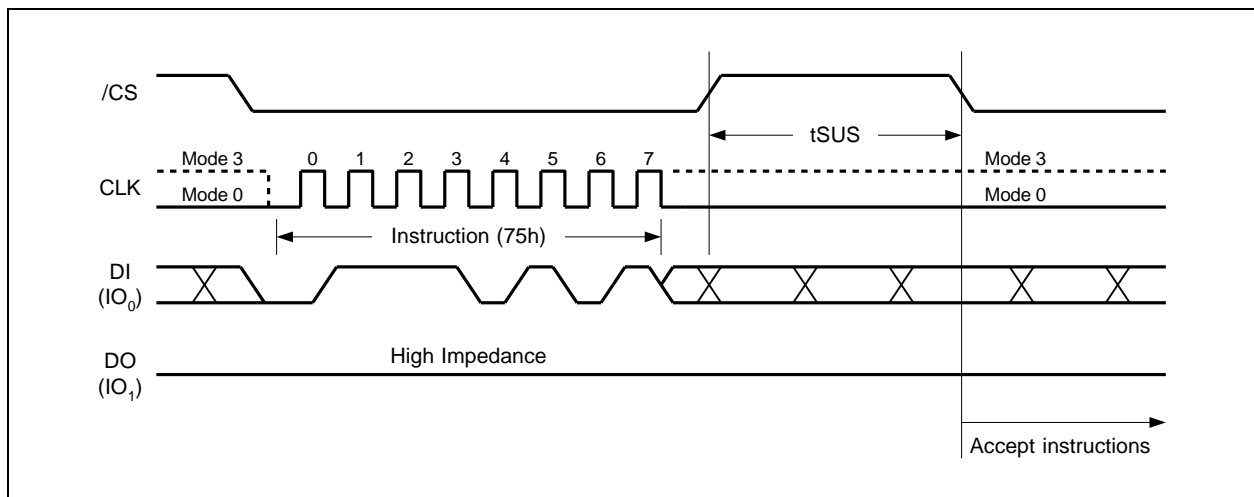 /CS
tSUS
Mode 3
0 1 2 3 4 5 6 7
Mode 3
CLK
Mode 0
Mode 0
Instruction (75h)
DI
(IO₀)
High Impedance
DO
(IO₁)
Accept instructions